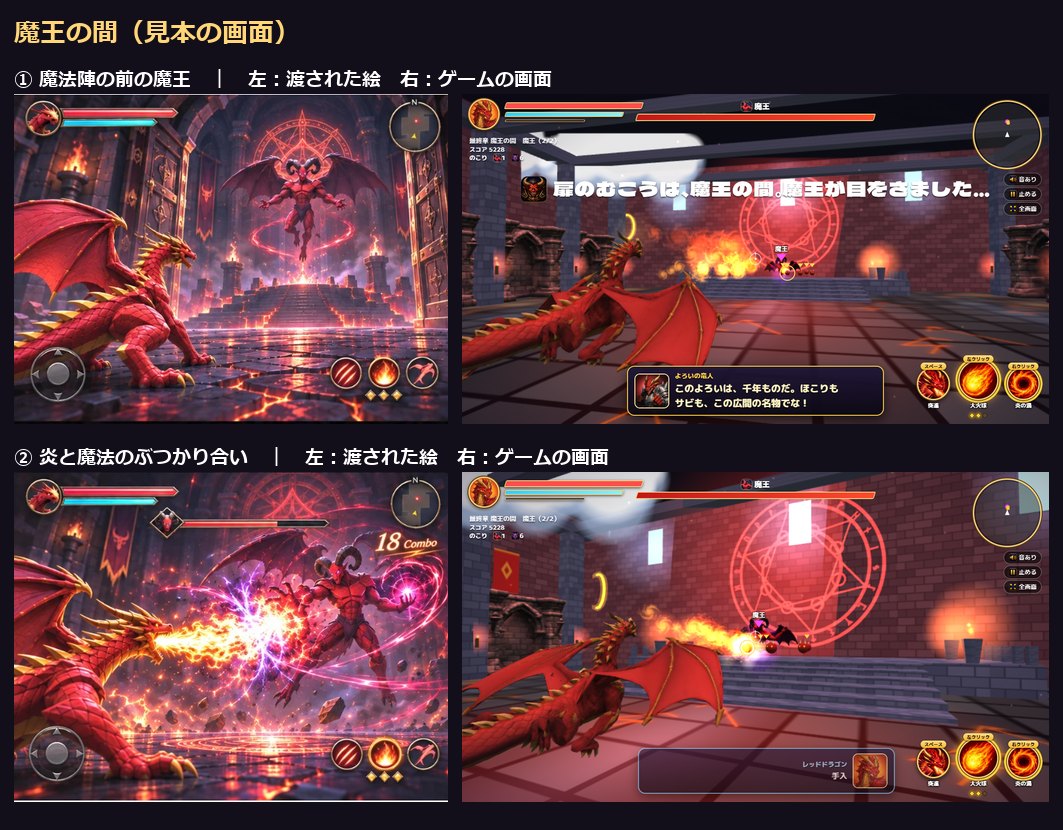 魔王の間（見本の画面）
① 魔法陣の前の魔王　｜　左：渡された絵　右：ゲームの画面
N
魔王
最終章 魔王の間　魔王（2/2）
スコア 5228
のこり 1 6
音あり
止める
全画面
扉のむこうは、魔王の間。魔王が目をさました…
魔王
よろいの竜人
このよろいは、千年ものだ。ほこりも
サビも、この広間の名物でな！
スペース
左クリック
右クリック
突進
大火球
炎の渦
② 炎と魔法のぶつかり合い　｜　左：渡された絵　右：ゲームの画面
N
18 Combo
魔王
最終章 魔王の間　魔王（2/2）
スコア 5228
のこり 1 6
音あり
止める
全画面
魔王
レッドドラゴン
手入
スペース
左クリック
右クリック
突進
大火球
炎の渦